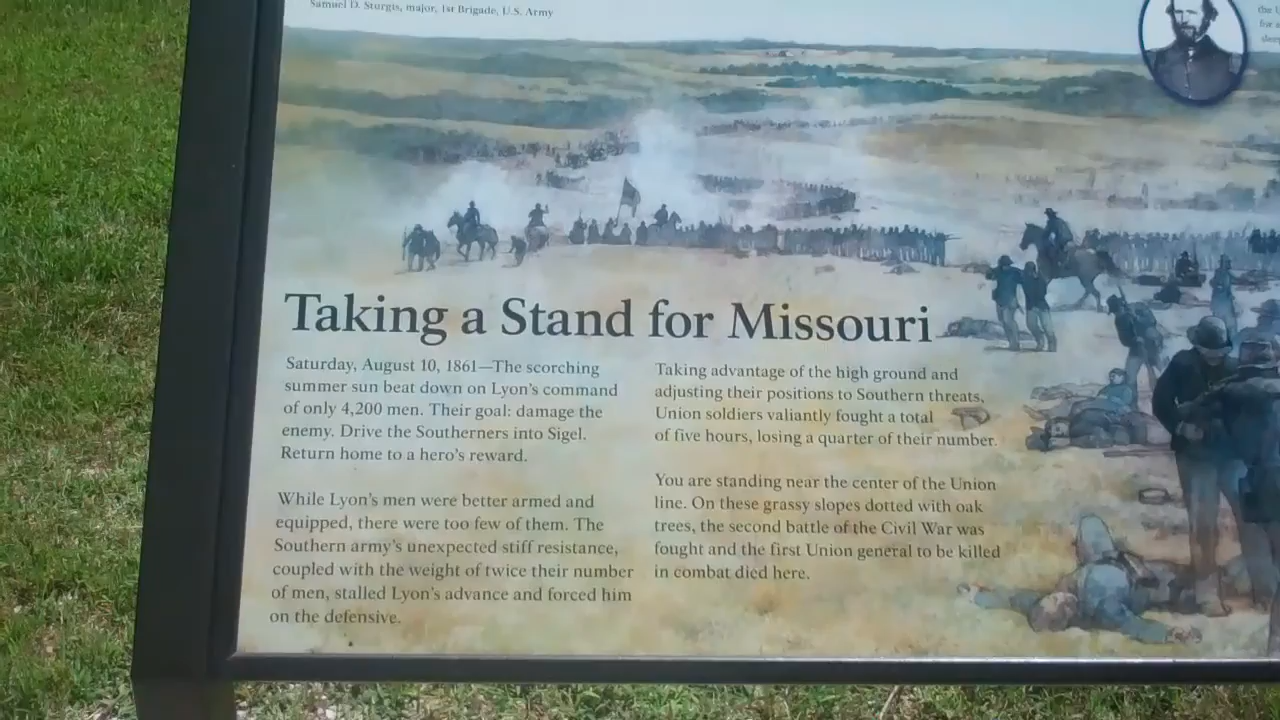 Samuel D. Sturgis, major, 1st Brigade, U.S. Army
the U
for a
Taking a Stand for Missouri
Saturday, August 10, 1861—The scorching
summer sun beat down on Lyon's command
of only 4,200 men. Their goal: damage the
enemy. Drive the Southerners into Sigel.
Return home to a hero's reward.
While Lyon's men were better armed and
equipped, there were too few of them. The
Southern army's unexpected stiff resistance,
coupled with the weight of twice their number
of men, stalled Lyon's advance and forced him
on the defensive.
Taking advantage of the high ground and
adjusting their positions to Southern threats,
Union soldiers valiantly fought a total
of five hours, losing a quarter of their number.
You are standing near the center of the Union
line. On these grassy slopes dotted with oak
trees, the second battle of the Civil War was
fought and the first Union general to be killed
in combat died here.